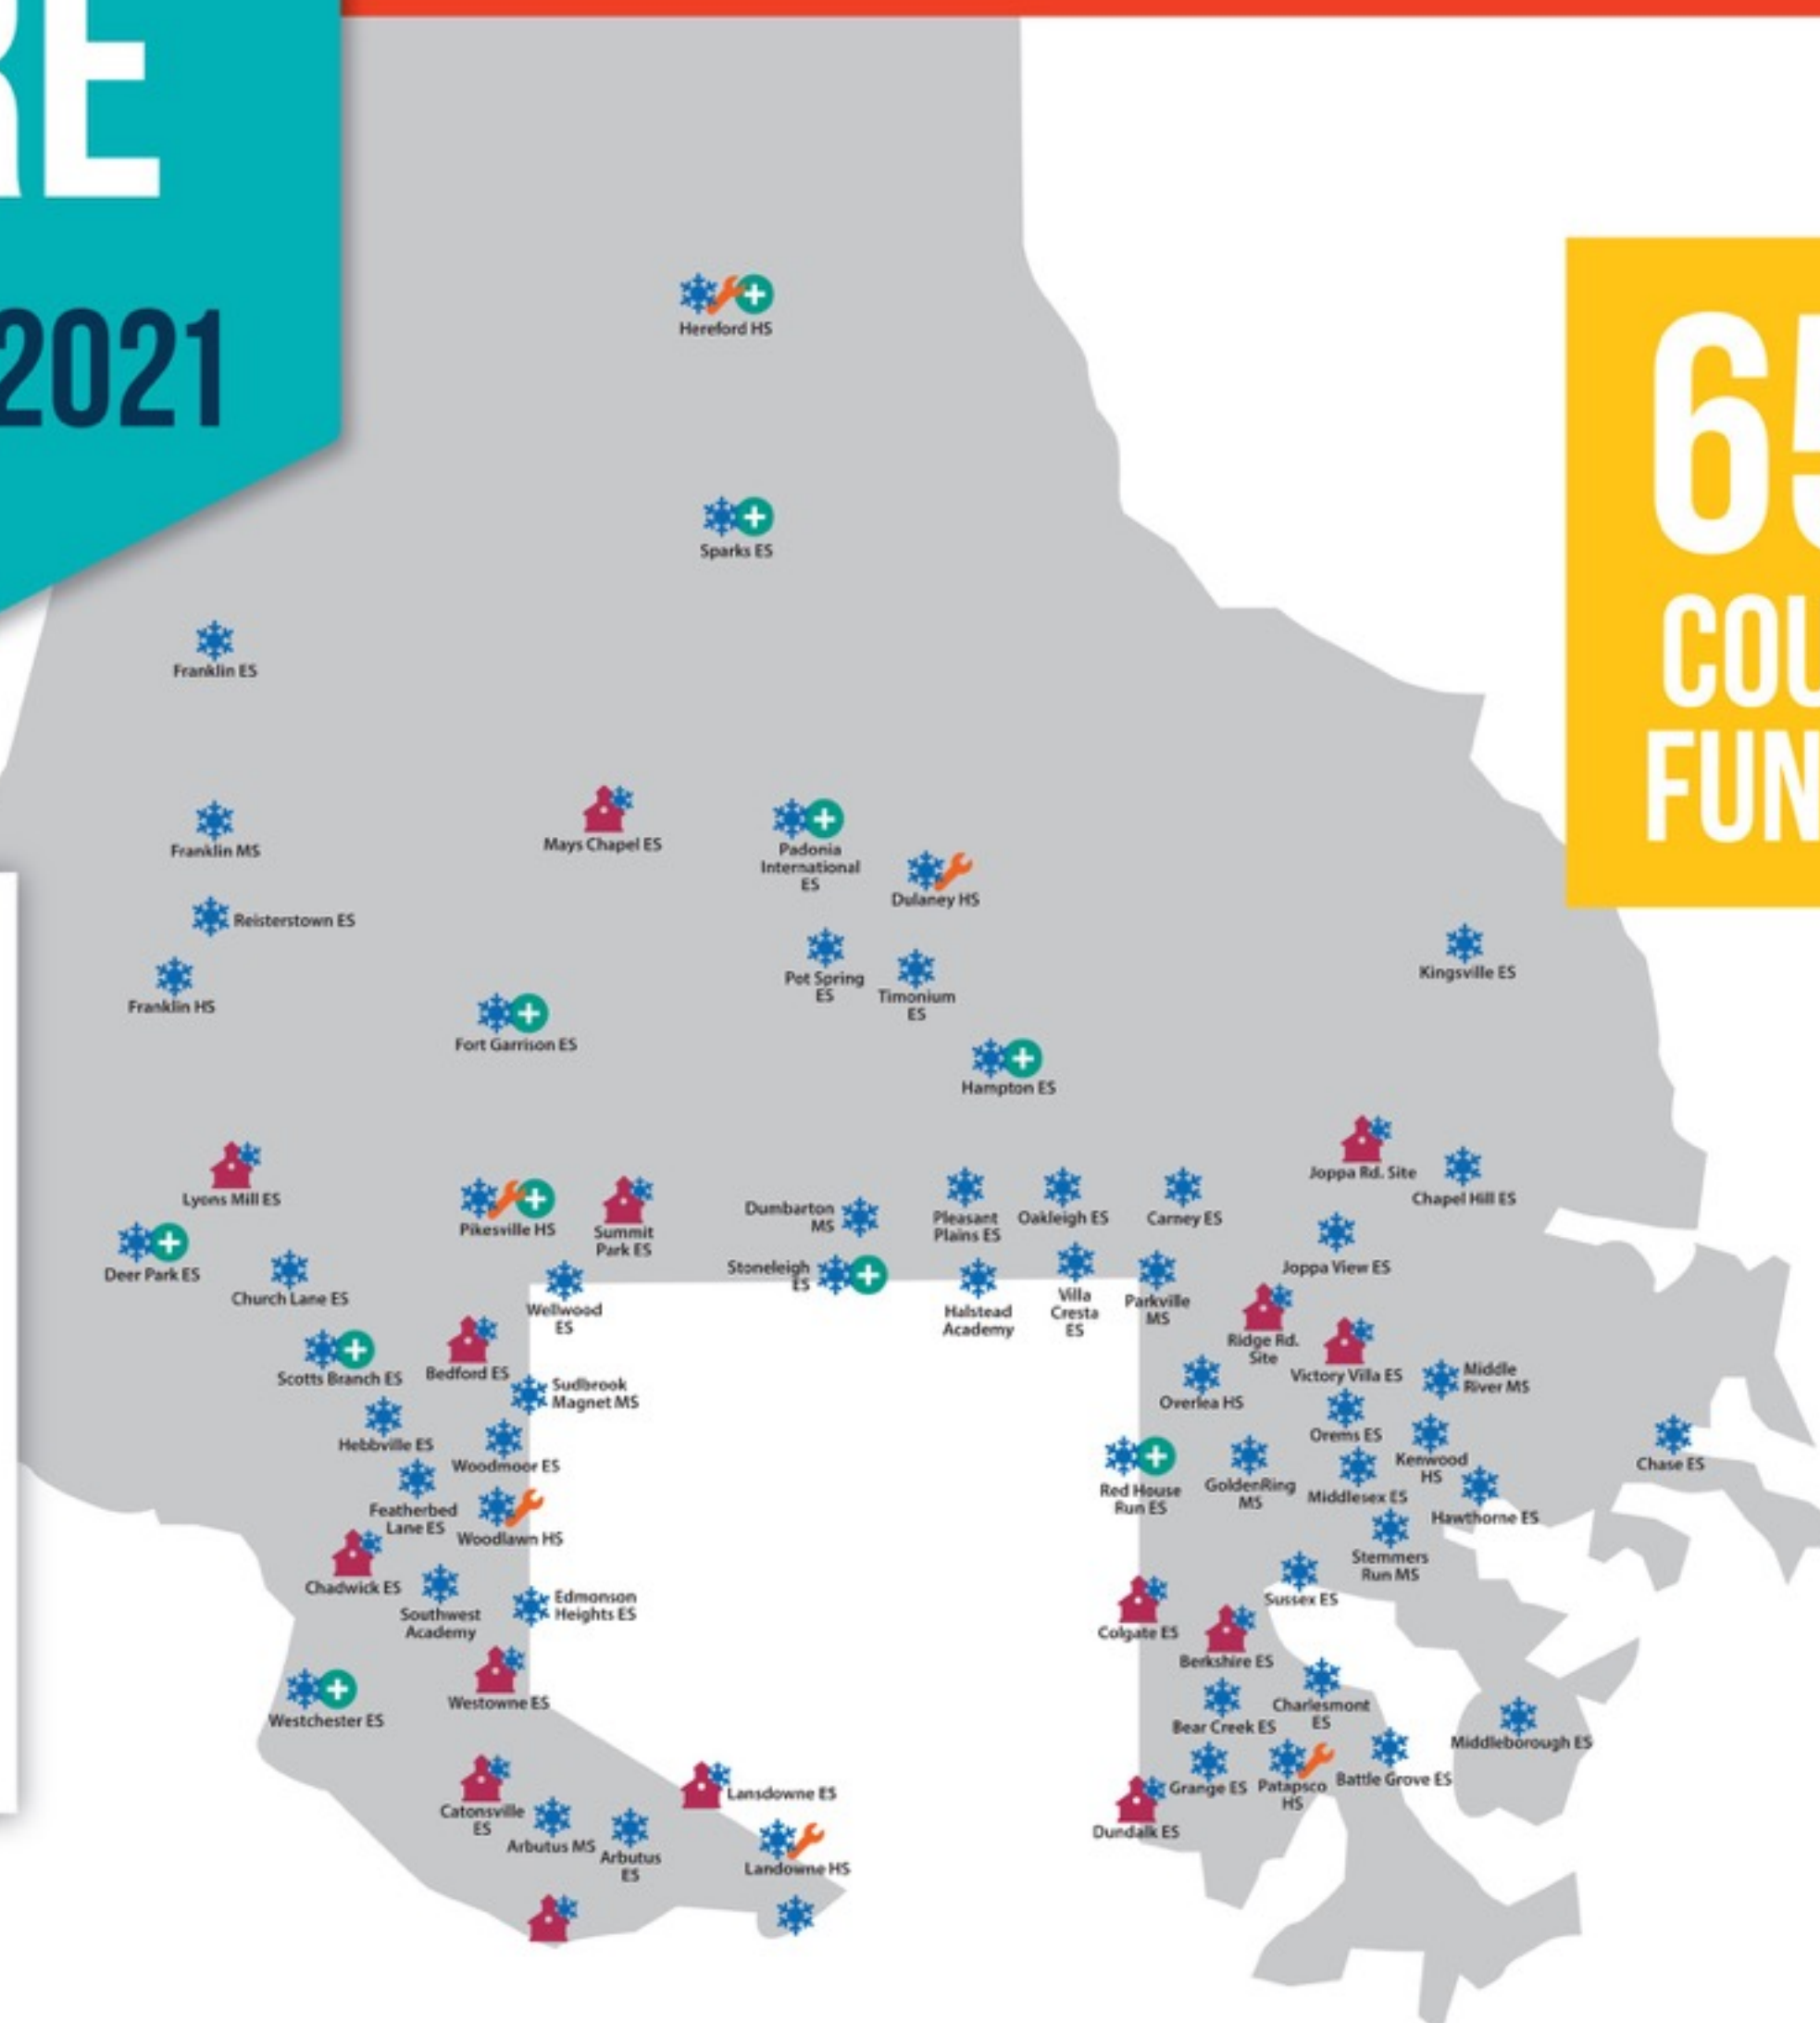 RE
2021
65
COU
FUN
Hereford HS
Sparks ES
Franklin ES
Franklin MS
Mays Chapel ES
Padonia
International
ES
Dulaney HS
Reisterstown ES
Franklin HS
Pot Spring
ES
Timonium
ES
Kingsville ES
Fort Garrison ES
Hampton ES
Lyons Mill ES
Pikesville HS
Summit
Park ES
Dumbarton
MS
Pleasant
Plains ES
Oakleigh ES
Carney ES
Joppa Rd. Site
Chapel Hill ES
Deer Park ES
Church Lane ES
Wellwood
ES
Stoneleigh
ES
Halstead
Academy
Villa
Cresta
ES
Parkville
MS
Joppa View ES
Ridge Rd.
Site
Victory Villa ES
Middle
River MS
Scotts Branch ES
Bedford ES
Sudbrook
Magnet MS
Overlea HS
Orems ES
Kenwood
HS
Chase ES
Hebbville ES
Woodmoor ES
Red House
Run ES
GoldenRing
MS
Middlesex ES
Hawthorne ES
Featherbed
Lane ES
Woodlawn HS
Stemmers
Run MS
Chadwick ES
Southwest
Academy
Edmonson
Heights ES
Sussex ES
Colgate ES
Berkshire ES
Westchester ES
Westowne ES
Bear Creek ES
Charlesmont
ES
Middleborough ES
Catonsville
ES
Lansdowne ES
Grange ES
Patapsco
HS
Battle Grove ES
Arbutus MS
Arbutus
ES
Landowne HS
Dundalk ES